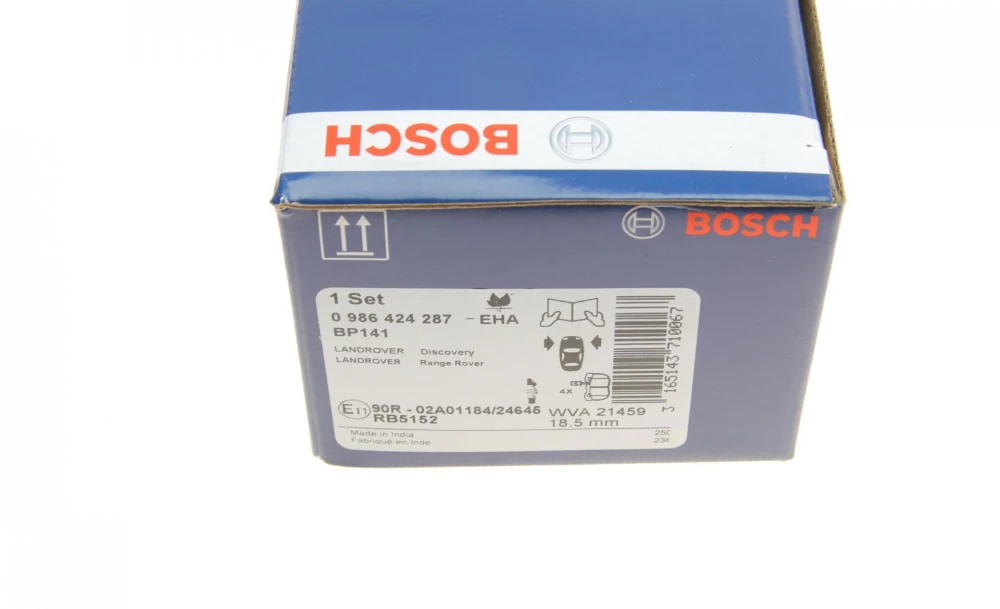 BOSCH
BOSCH
1 Set
0 986 424 287 - EHA
BP141
LANDROVER Discovery
LANDROVER Range Rover
4X
3 165143 710067
E11 90R - 02A01184/24645
RB5152
WVA 21459
18.5 mm
Made in India
Fabriqué en Inde